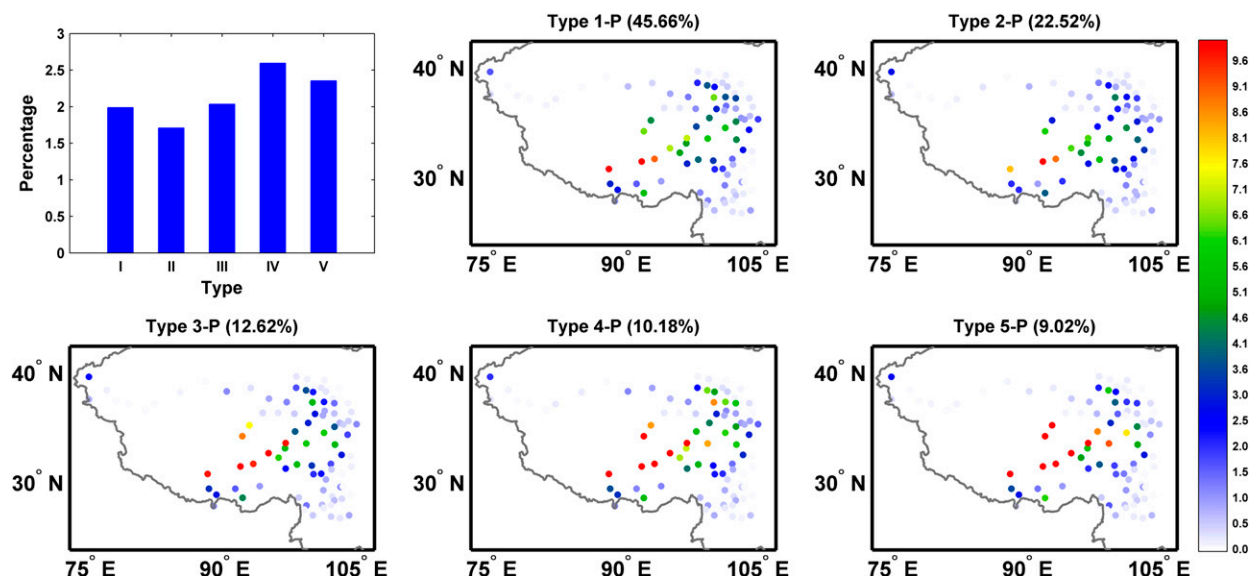 Type 1-P (45.66%)
Type 2-P (22.52%)
3
2.5
2
1.5
1
0.5
0
Percentage
I II III IV V
Type
40° N
30° N
75° E 90° E 105° E
40° N
30° N
75° E 90° E 105° E
Type 3-P (12.62%)
Type 4-P (10.18%)
Type 5-P (9.02%)
40° N
30° N
75° E 90° E 105° E
40° N
30° N
75° E 90° E 105° E
40° N
30° N
75° E 90° E 105° E
9.6
9.1
8.6
8.1
7.6
7.1
6.6
6.1
5.6
5.1
4.6
4.1
3.6
3.0
2.5
2.0
1.5
1.0
0.5
0.0